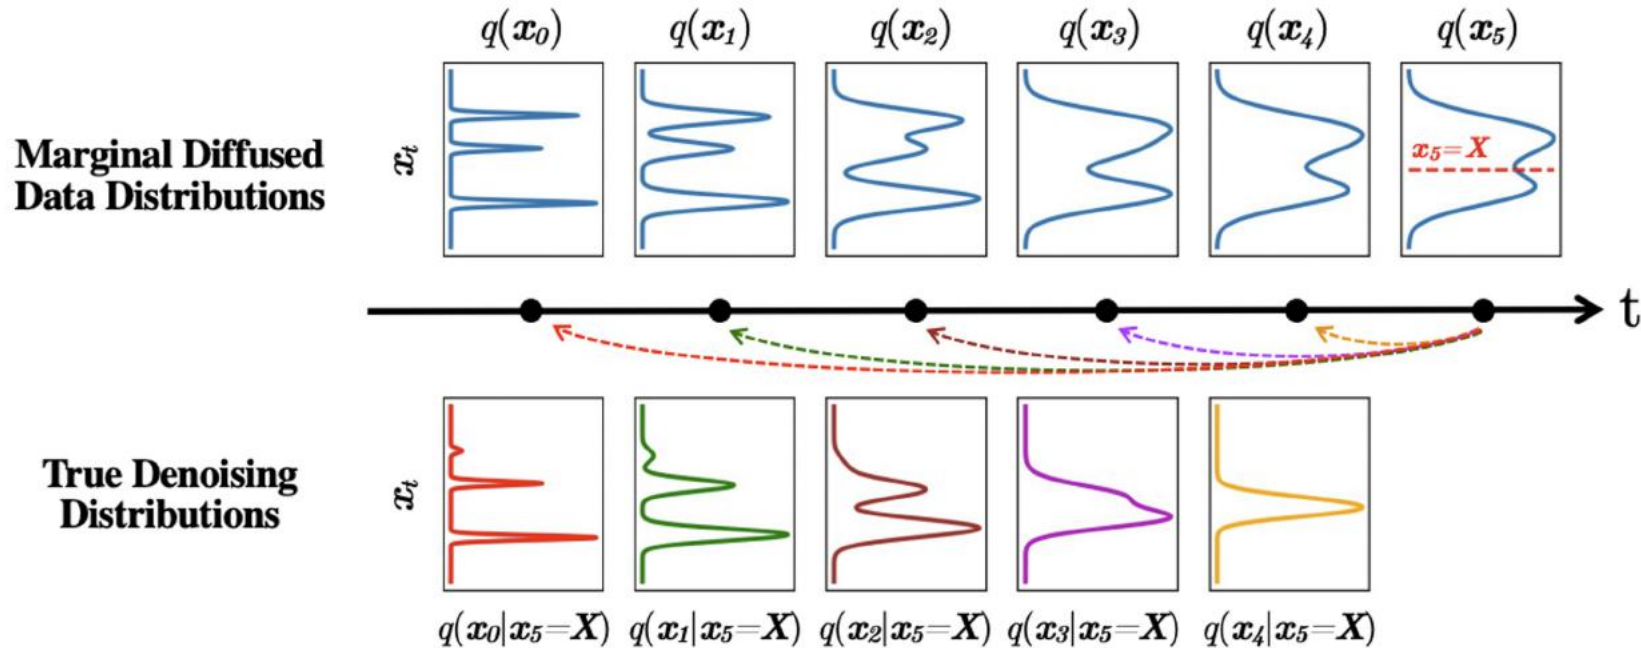 q(x₀) q(x₁) q(x₂) q(x₃) q(x₄) q(x₅)
Marginal Diffused
Data Distributions
xₜ
x₅=X
t
True Denoising
Distributions
xₜ
q(x₀|x₅=X) q(x₁|x₅=X) q(x₂|x₅=X) q(x₃|x₅=X) q(x₄|x₅=X)